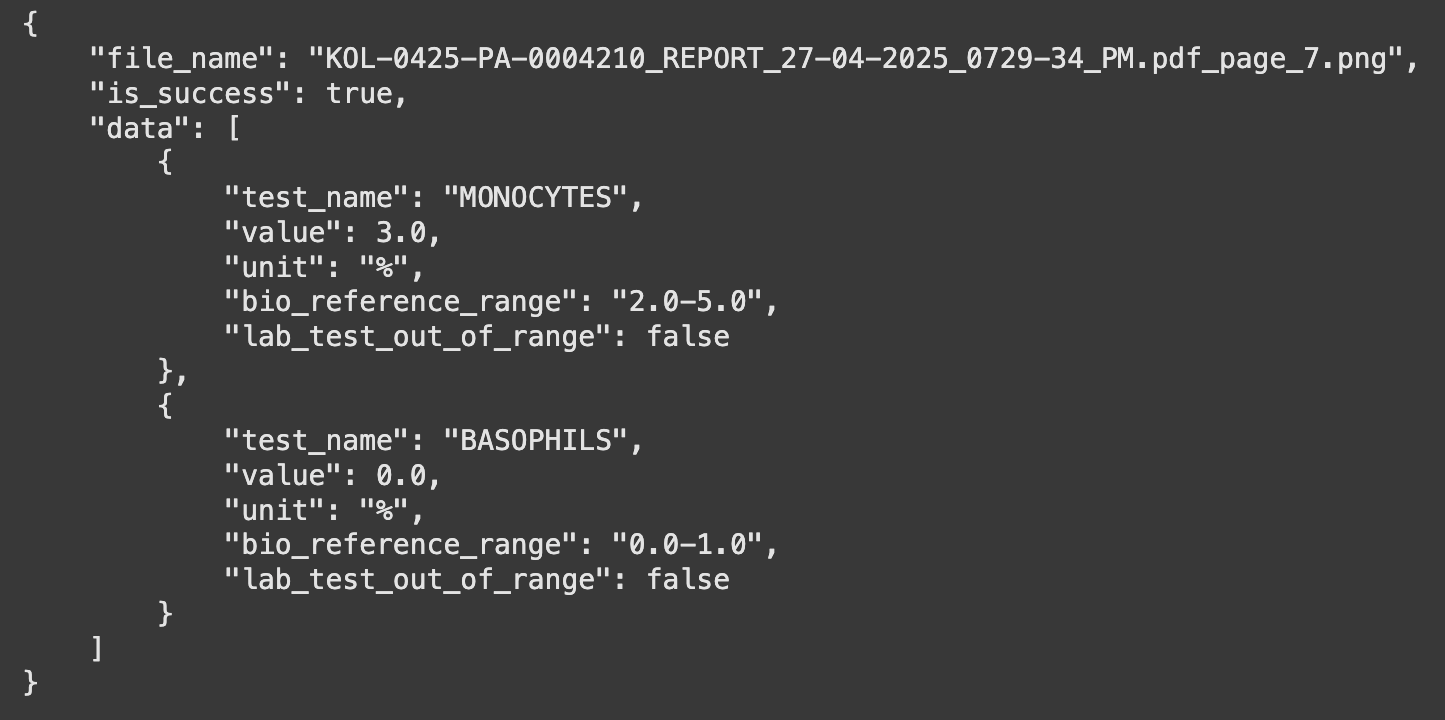 {
    "file_name": "KOL-0425-PA-0004210_REPORT_27-04-2025_0729-34_PM.pdf_page_7.png",
    "is_success": true,
    "data": [
        {
            "test_name": "MONOCYTES",
            "value": 3.0,
            "unit": "%",
            "bio_reference_range": "2.0-5.0",
            "lab_test_out_of_range": false
        },
        {
            "test_name": "BASOPHILS",
            "value": 0.0,
            "unit": "%",
            "bio_reference_range": "0.0-1.0",
            "lab_test_out_of_range": false
        }
    ]
}